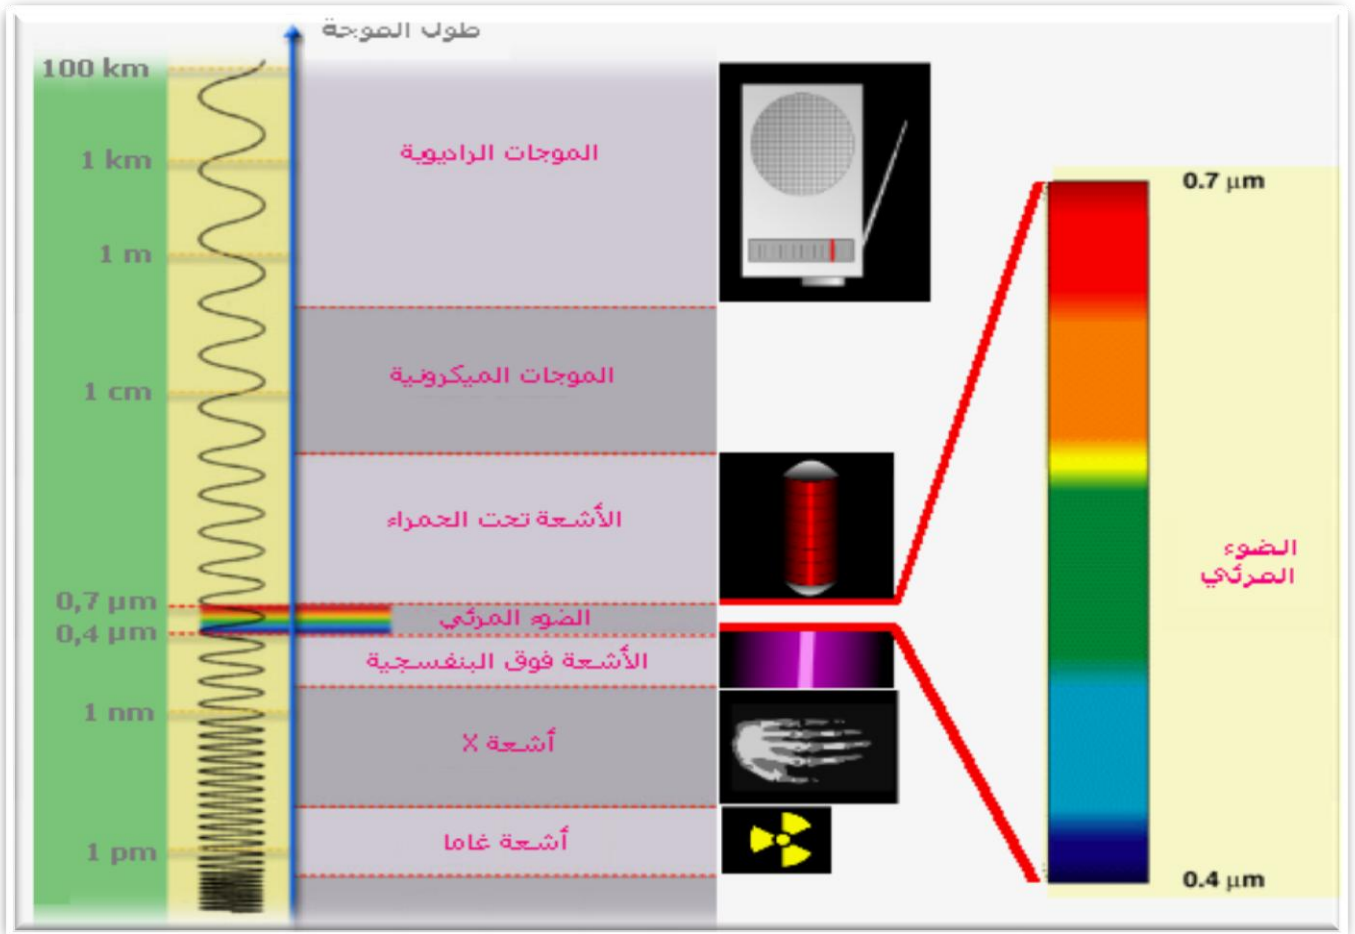 طول الموجة
100 km
الموجات الراديوية
1 km
1 m
الموجات الميكرونية
1 cm
الأشعة تحت الحمراء
0,7 µm
الضوء المرئي
0,4 µm
الأشعة فوق البنفسجية
1 nm
أشعة X
أشعة غاما
1 pm
0.7 µm
الضوء
المرئي
0.4 µm